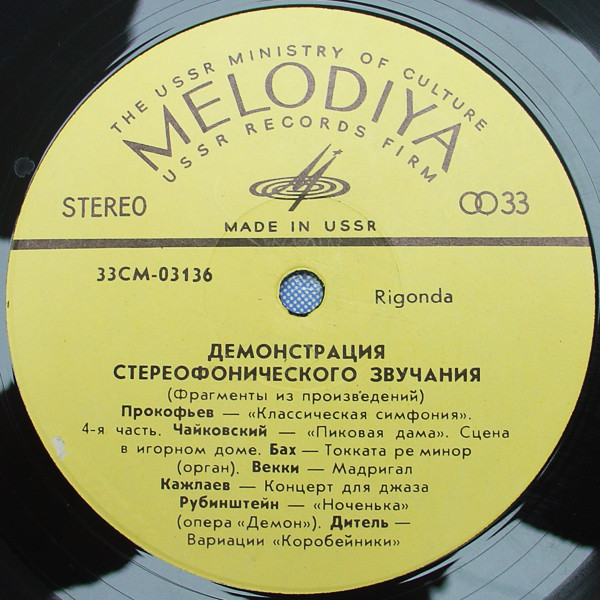 THE USSR MINISTRY OF CULTURE
MELODIYA
USSR RECORDS FIRM
STEREO
33
MADE IN USSR
33СМ-03136
Rigonda
ДЕМОНСТРАЦИЯ
СТЕРЕОФОНИЧЕСКОГО ЗВУЧАНИЯ
(Фрагменты из произведений)
Прокофьев — «Классическая симфония».
4-я часть. Чайковский — «Пиковая дама». Сцена
в игорном доме. Бах — Токката ре минор
(орган). Векки — Мадригал
Кажлаев — Концерт для джаза
Рубинштейн — «Ноченька»
(опера «Демон»). Дитель —
Вариации «Коробейники»